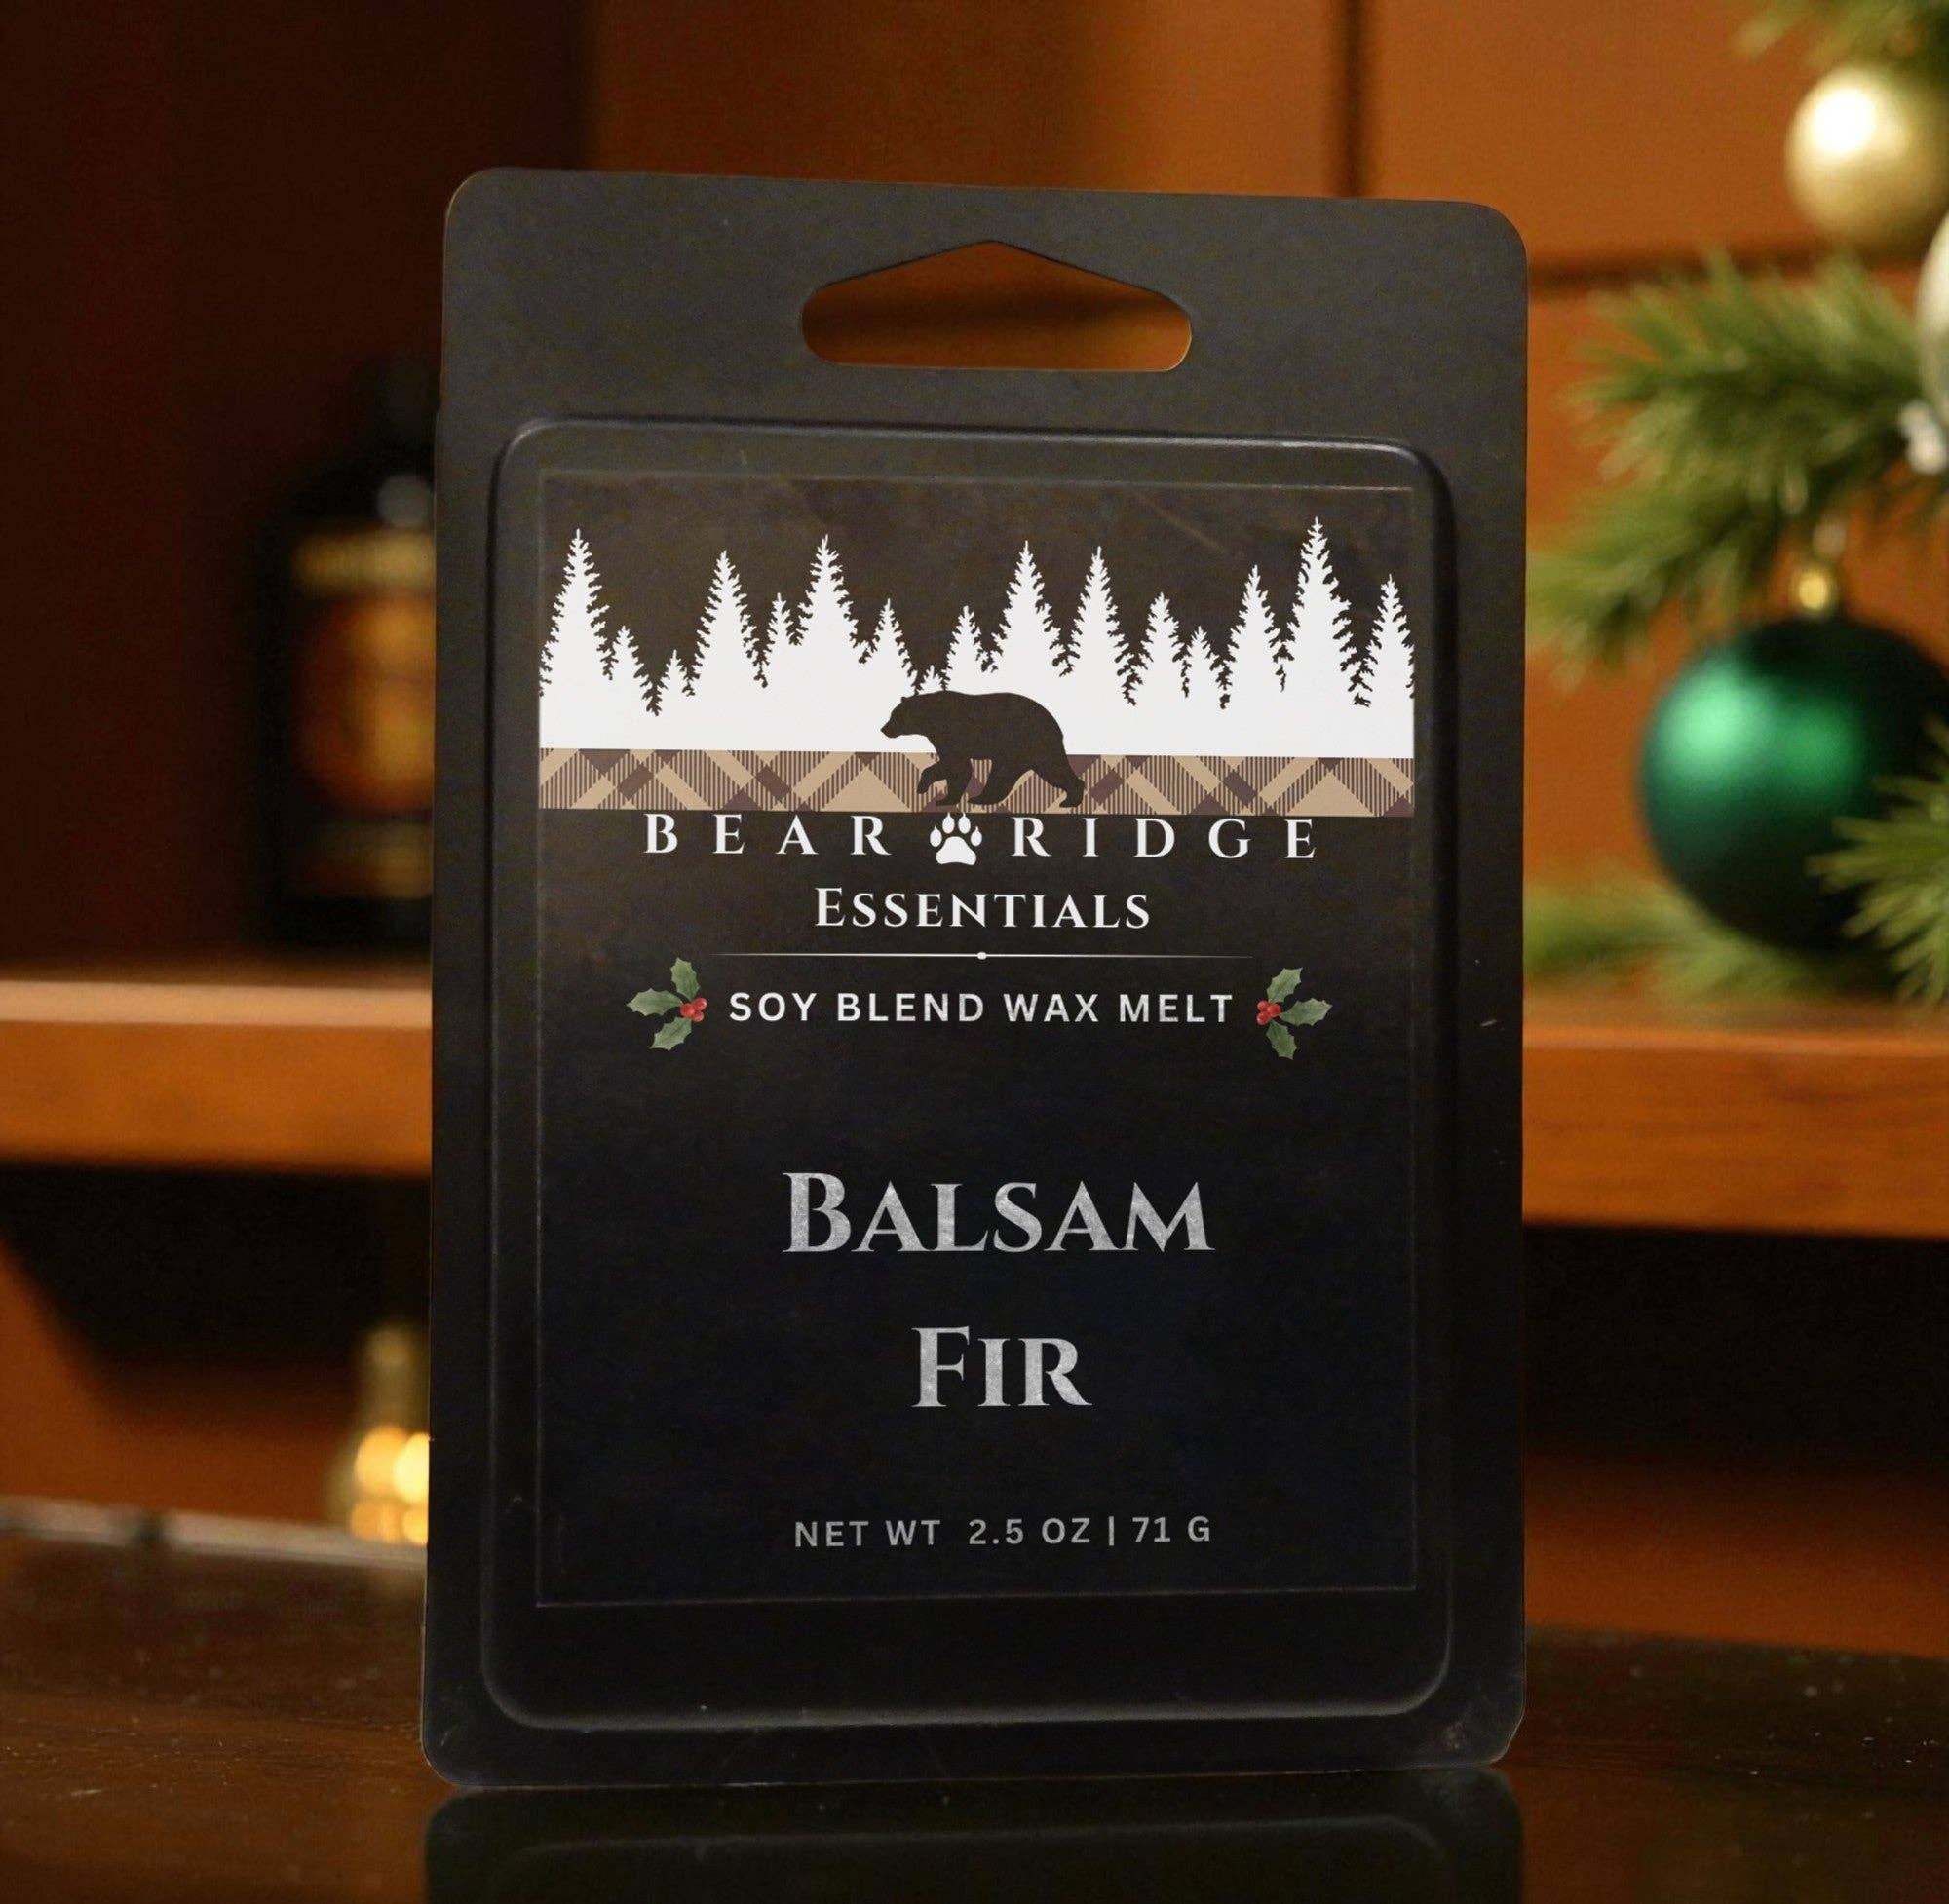 BEAR RIDGE
ESSENTIALS
SOY BLEND WAX MELT
BALSAM
FIR
NET WT 2.5 OZ | 71 G